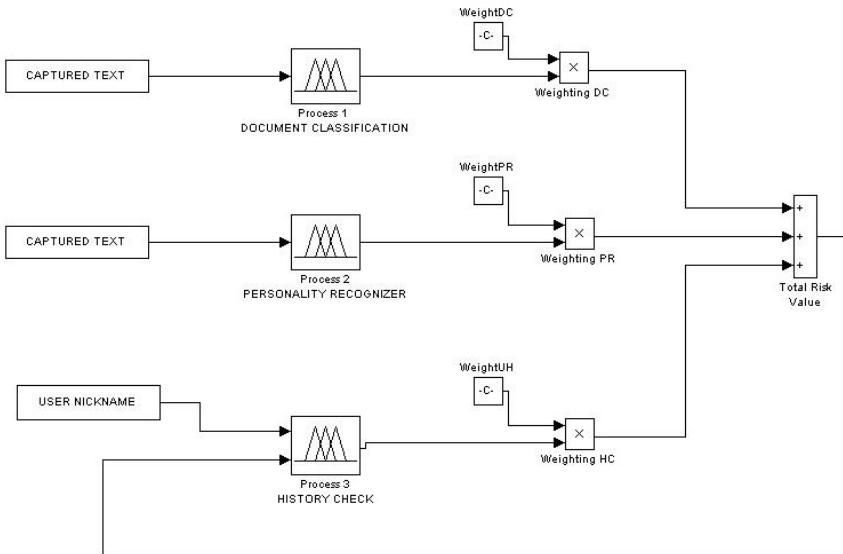 WeightDC
-C-
CAPTURED TEXT
×
Weighting DC
Process 1
DOCUMENT CLASSIFICATION
WeightPR
-C-
CAPTURED TEXT
×
Weighting PR
Process 2
PERSONALITY RECOGNIZER
+
+
+
Total Risk
Value
WeightUH
-C-
USER NICKNAME
×
Weighting HC
Process 3
HISTORY CHECK